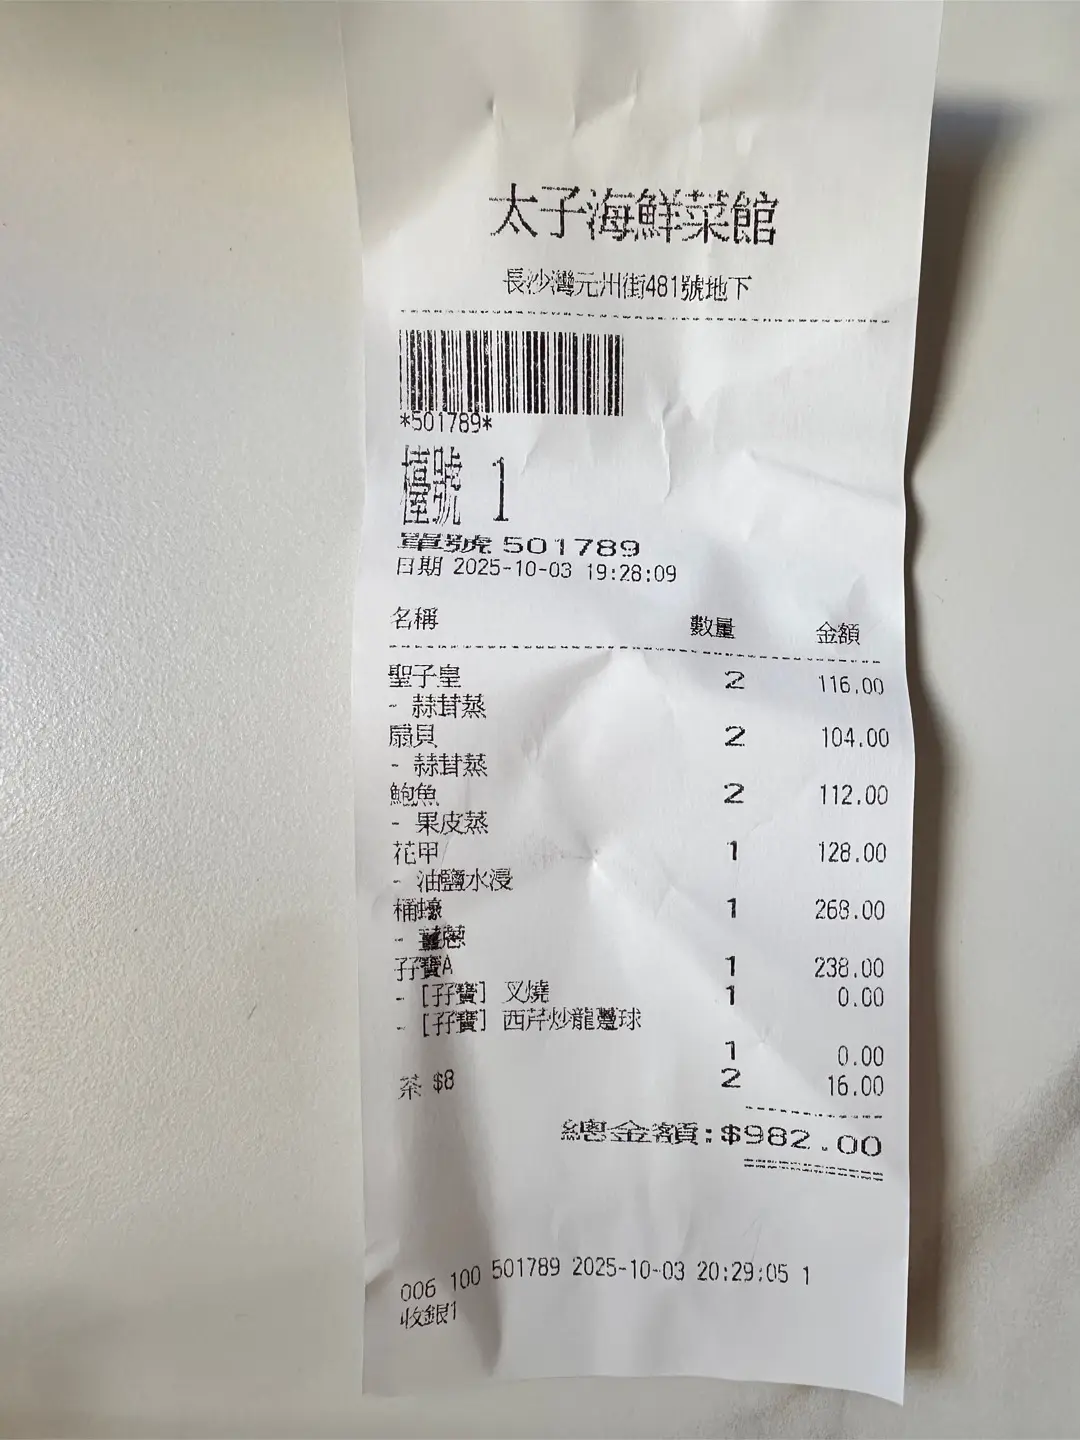 太子海鮮菜館
長沙灣元州街481號地下
*501789*
檯號 1
單號 501789
日期 2025-10-03 19:28:09
名稱 數量 金額
聖子皇 2 116.00
- 蒜茸蒸
扇貝 2 104.00
- 蒜茸蒸
鮑魚 2 112.00
- 果皮蒸
花甲 1 128.00
- 油鹽水浸
桶蠔 1 268.00
- 薑蔥
孖寶A 1 238.00
- [孖寶] 叉燒 1 0.00
- [孖寶] 西芹炒龍躉球
1 0.00
茶 $8 2 16.00
總金額:$982.00
006 100 501789 2025-10-03 20:29:05 1
收銀1